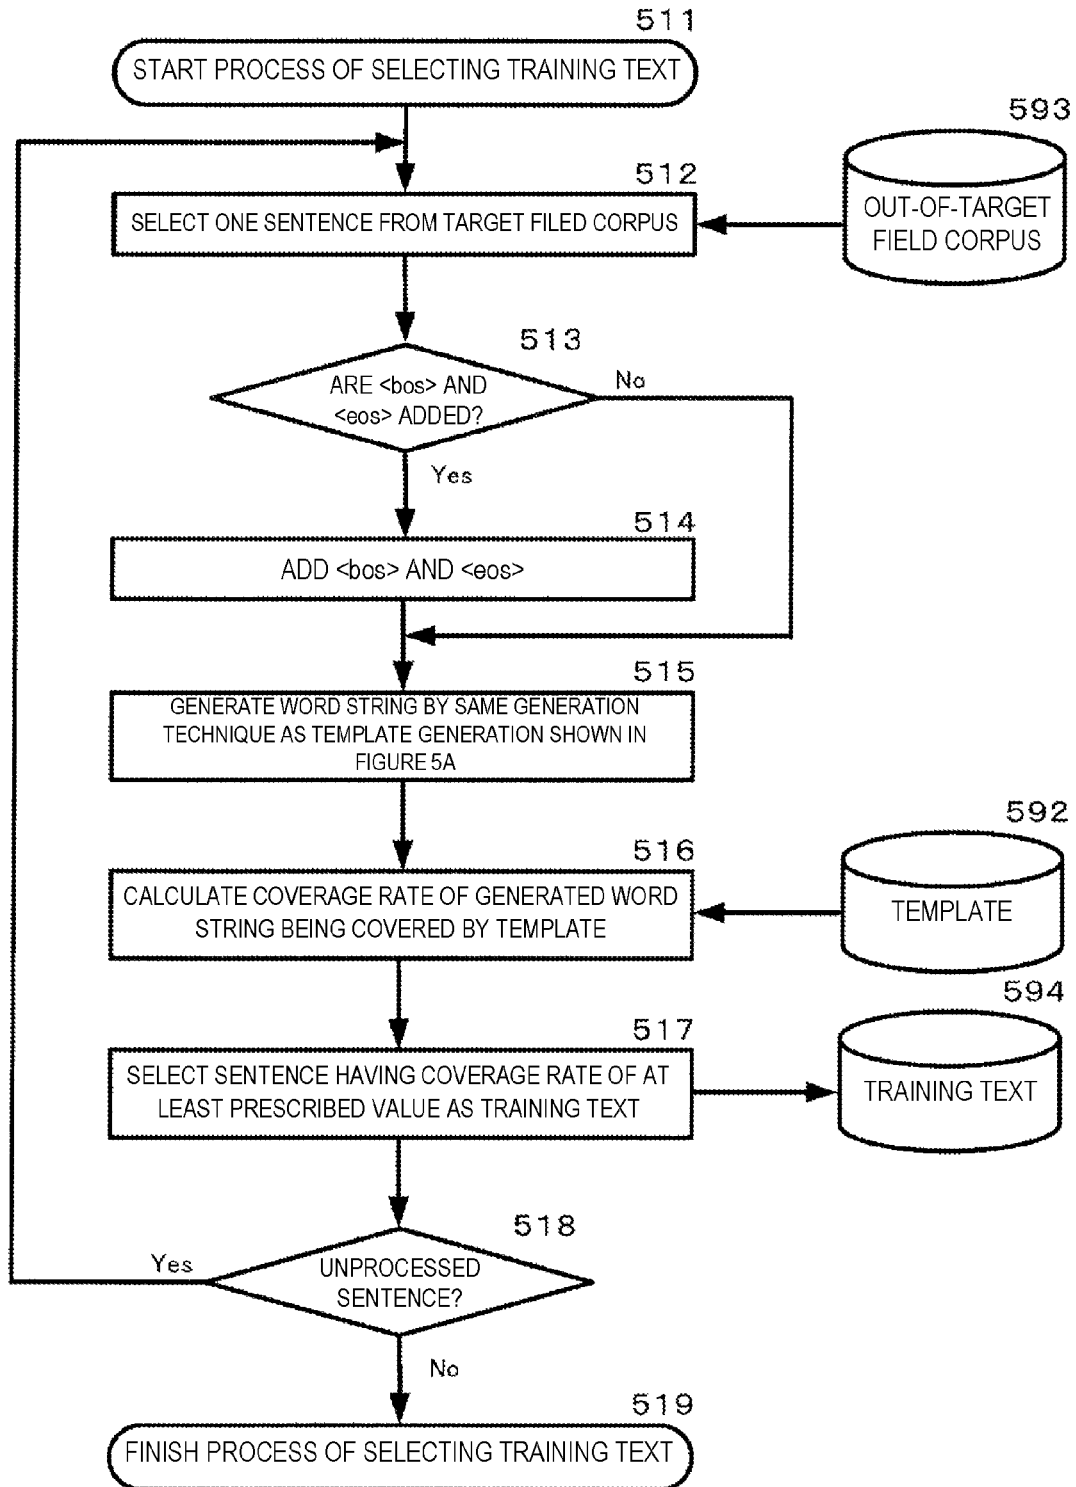 511
START PROCESS OF SELECTING TRAINING TEXT
593
512
SELECT ONE SENTENCE FROM TARGET FILED CORPUS
OUT-OF-TARGET
FIELD CORPUS
513
ARE <bos> AND
<eos> ADDED?
No
Yes
514
ADD <bos> AND <eos>
515
GENERATE WORD STRING BY SAME GENERATION
TECHNIQUE AS TEMPLATE GENERATION SHOWN IN
FIGURE 5A
592
516
CALCULATE COVERAGE RATE OF GENERATED WORD
STRING BEING COVERED BY TEMPLATE
TEMPLATE
594
517
SELECT SENTENCE HAVING COVERAGE RATE OF AT
LEAST PRESCRIBED VALUE AS TRAINING TEXT
TRAINING TEXT
518
Yes
UNPROCESSED
SENTENCE?
No
519
FINISH PROCESS OF SELECTING TRAINING TEXT